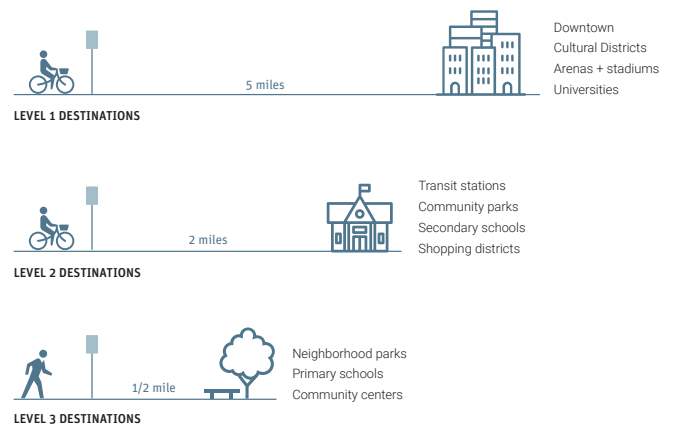 5 miles
Downtown
Cultural Districts
Arenas + stadiums
Universities
LEVEL 1 DESTINATIONS
2 miles
Transit stations
Community parks
Secondary schools
Shopping districts
LEVEL 2 DESTINATIONS
1/2 mile
Neighborhood parks
Primary schools
Community centers
LEVEL 3 DESTINATIONS